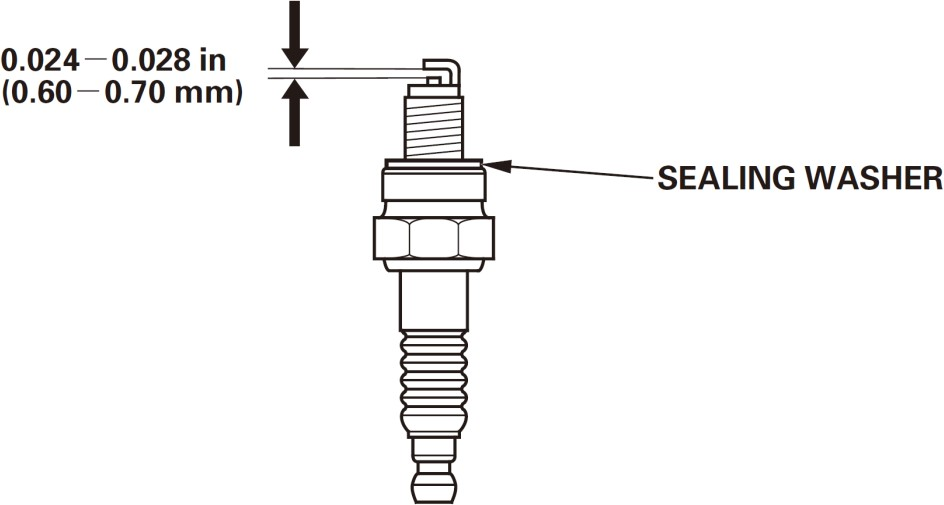 0.024 — 0.028 in
(0.60 — 0.70 mm)
SEALING WASHER